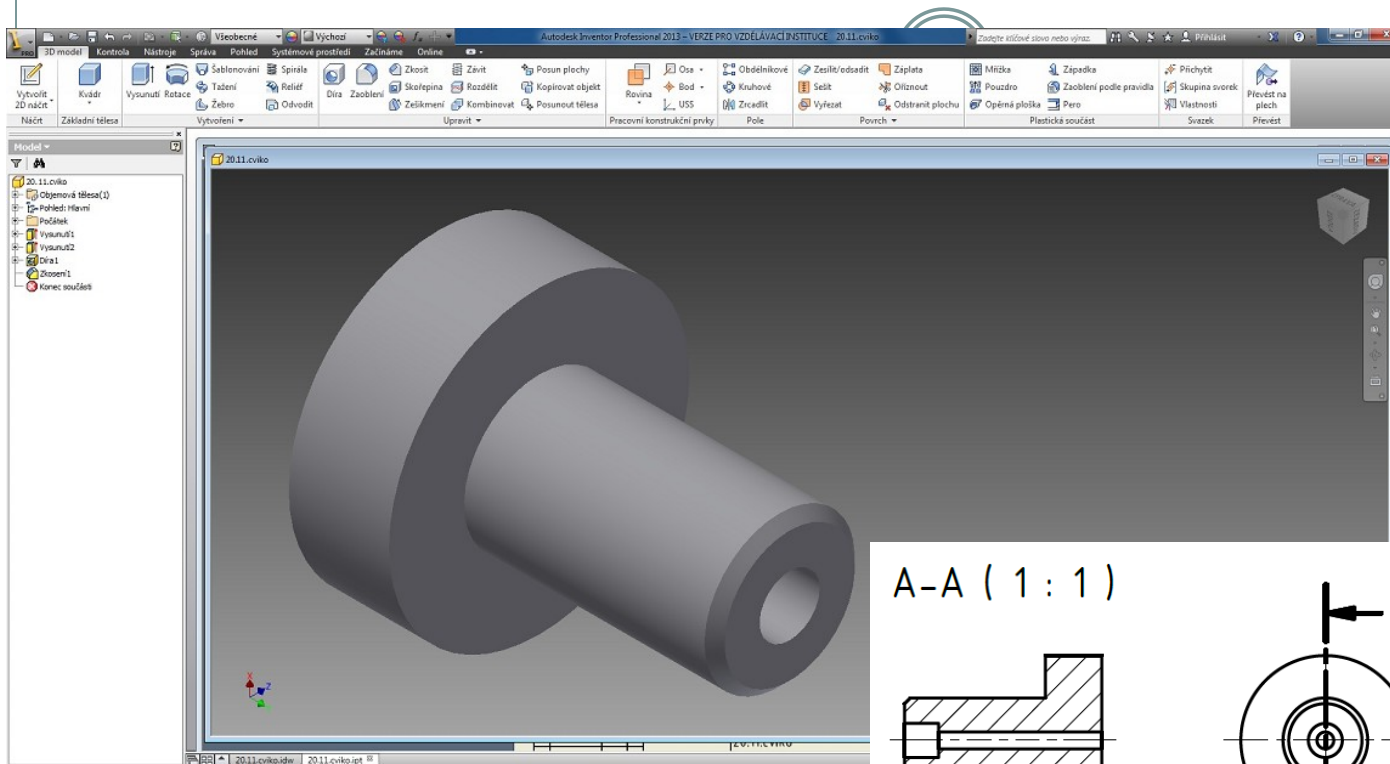 Všeobecné Výchozí Autodesk Inventor Professional 2013 – VERZE PRO VZDĚLÁVACÍ INSTITUCE 20.11.cviko Zadejte klíčové slovo nebo výraz. Přihlásit
PRO 3D model Kontrola Nástroje Správa Pohled Systémové prostředí Začínáme Online
Šablonování Spirála Zkosit Závit Posun plochy Osa Obdélníkové Zesílit/odsadit Záplata Mřížka Západka Přichytit
Vytvořit 2D náčrt Kvádr Vysunutí Rotace Tažení Reliéf Díra Zaoblení Skořepina Rozdělit Kopírovat objekt Rovina Bod Kruhové Sešít Oříznout Pouzdro Zaoblení podle pravidla Skupina svorek Převést na plech
Žebro Odvodit Zešikmení Kombinovat Posunout tělesa USS Zrcadlit Vyřezat Odstranit plochu Opěrná ploška Pero Vlastnosti
Náčrt Základní tělesa Vytvoření Upravit Pracovní konstrukční prvky Pole Povrch Plastická součást Svazek Převést
Model
20.11.cviko
Objemová tělesa(1)
Pohled: Hlavní
Počátek
Vysunutí1
Vysunutí2
Díra1
Zkosení1
Konec součásti
20.11.cviko
X
Z
A-A ( 1 : 1 )
20.11.CVIKO
20.11.cviko.idw 20.11.cviko.ipt